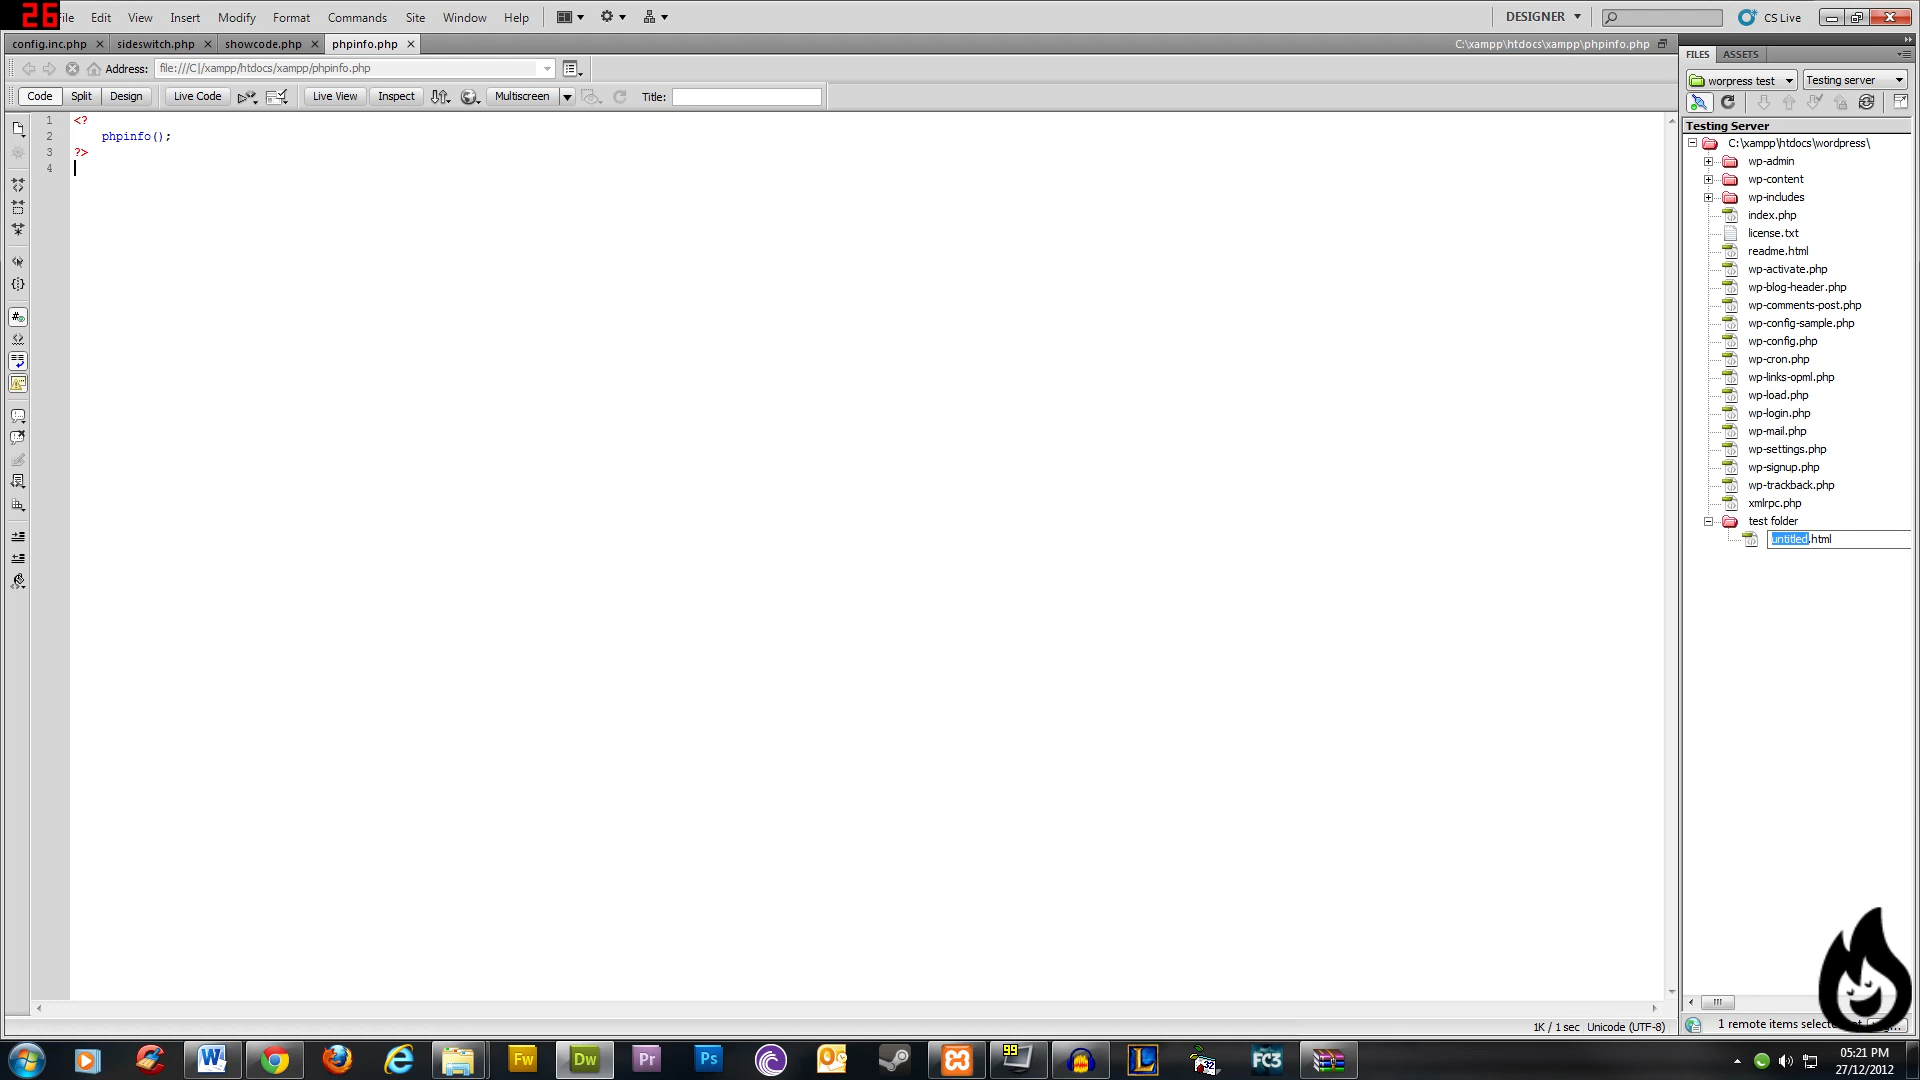 26
ile Edit View Insert Modify Format Commands Site Window Help DESIGNER CS Live
config.inc.php sideswitch.php showcode.php phpinfo.php C:\xampp\htdocs\xampp\phpinfo.php
Address: file:///C|/xampp/htdocs/xampp/phpinfo.php
Code Split Design Live Code Live View Inspect Multiscreen Title:
1 <?
2 phpinfo();
3 ?>
4
1K / 1 sec Unicode (UTF-8)
FILES ASSETS
worpress test Testing server
Testing Server
C:\xampp\htdocs\wordpress\
wp-admin
wp-content
wp-includes
index.php
license.txt
readme.html
wp-activate.php
wp-blog-header.php
wp-comments-post.php
wp-config-sample.php
wp-config.php
wp-cron.php
wp-links-opml.php
wp-load.php
wp-login.php
wp-mail.php
wp-settings.php
wp-signup.php
wp-trackback.php
xmlrpc.php
test folder
untitled.html
1 remote items selecte
W Fw Dw Pr Ps 99 L 32 FC3
05:21 PM
27/12/2012